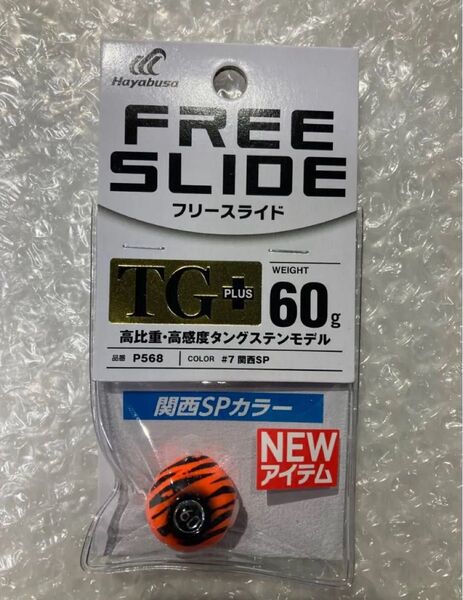 Hayabusa
FREE
SLIDE
フリースライド
TG+
PLUS
WEIGHT
60g
高比重・高感度タングステンモデル
品番 P568 COLOR #7 関西SP
関西SPカラー
NEW
アイテム
60